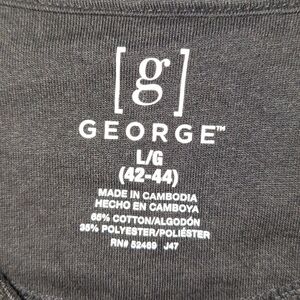 [g]
GEORGE™
L/G
(42-44)
MADE IN CAMBODIA
HECHO EN CAMBOYA
65% COTTON/ALGODÓN
35% POLYESTER/POLIÉSTER
RN# 52469 J47